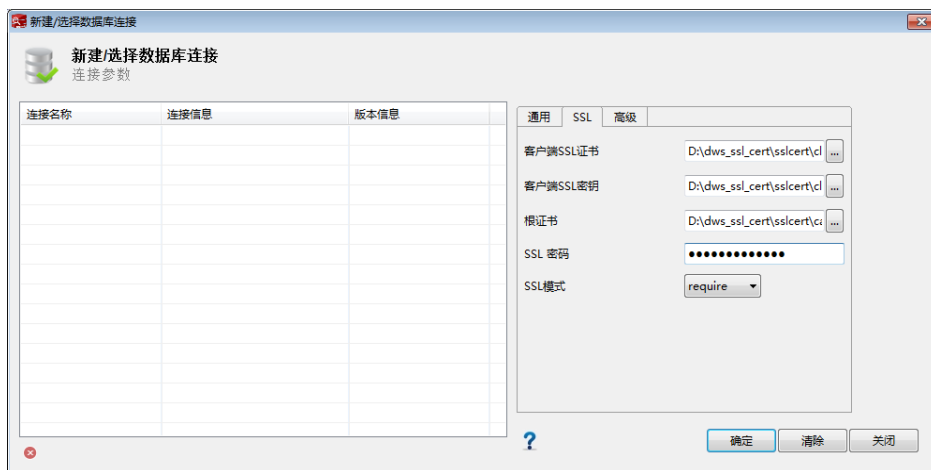 新建/选择数据库连接
新建/选择数据库连接
连接参数
连接名称 连接信息 版本信息
通用 SSL 高级
客户端SSL证书 D:\dws_ssl_cert\sslcert\cl ...
客户端SSL密钥 D:\dws_ssl_cert\sslcert\cl ...
根证书 D:\dws_ssl_cert\sslcert\ca ...
SSL 密码 ●●●●●●●●●●●●●
SSL模式 require
? 确定 清除 关闭